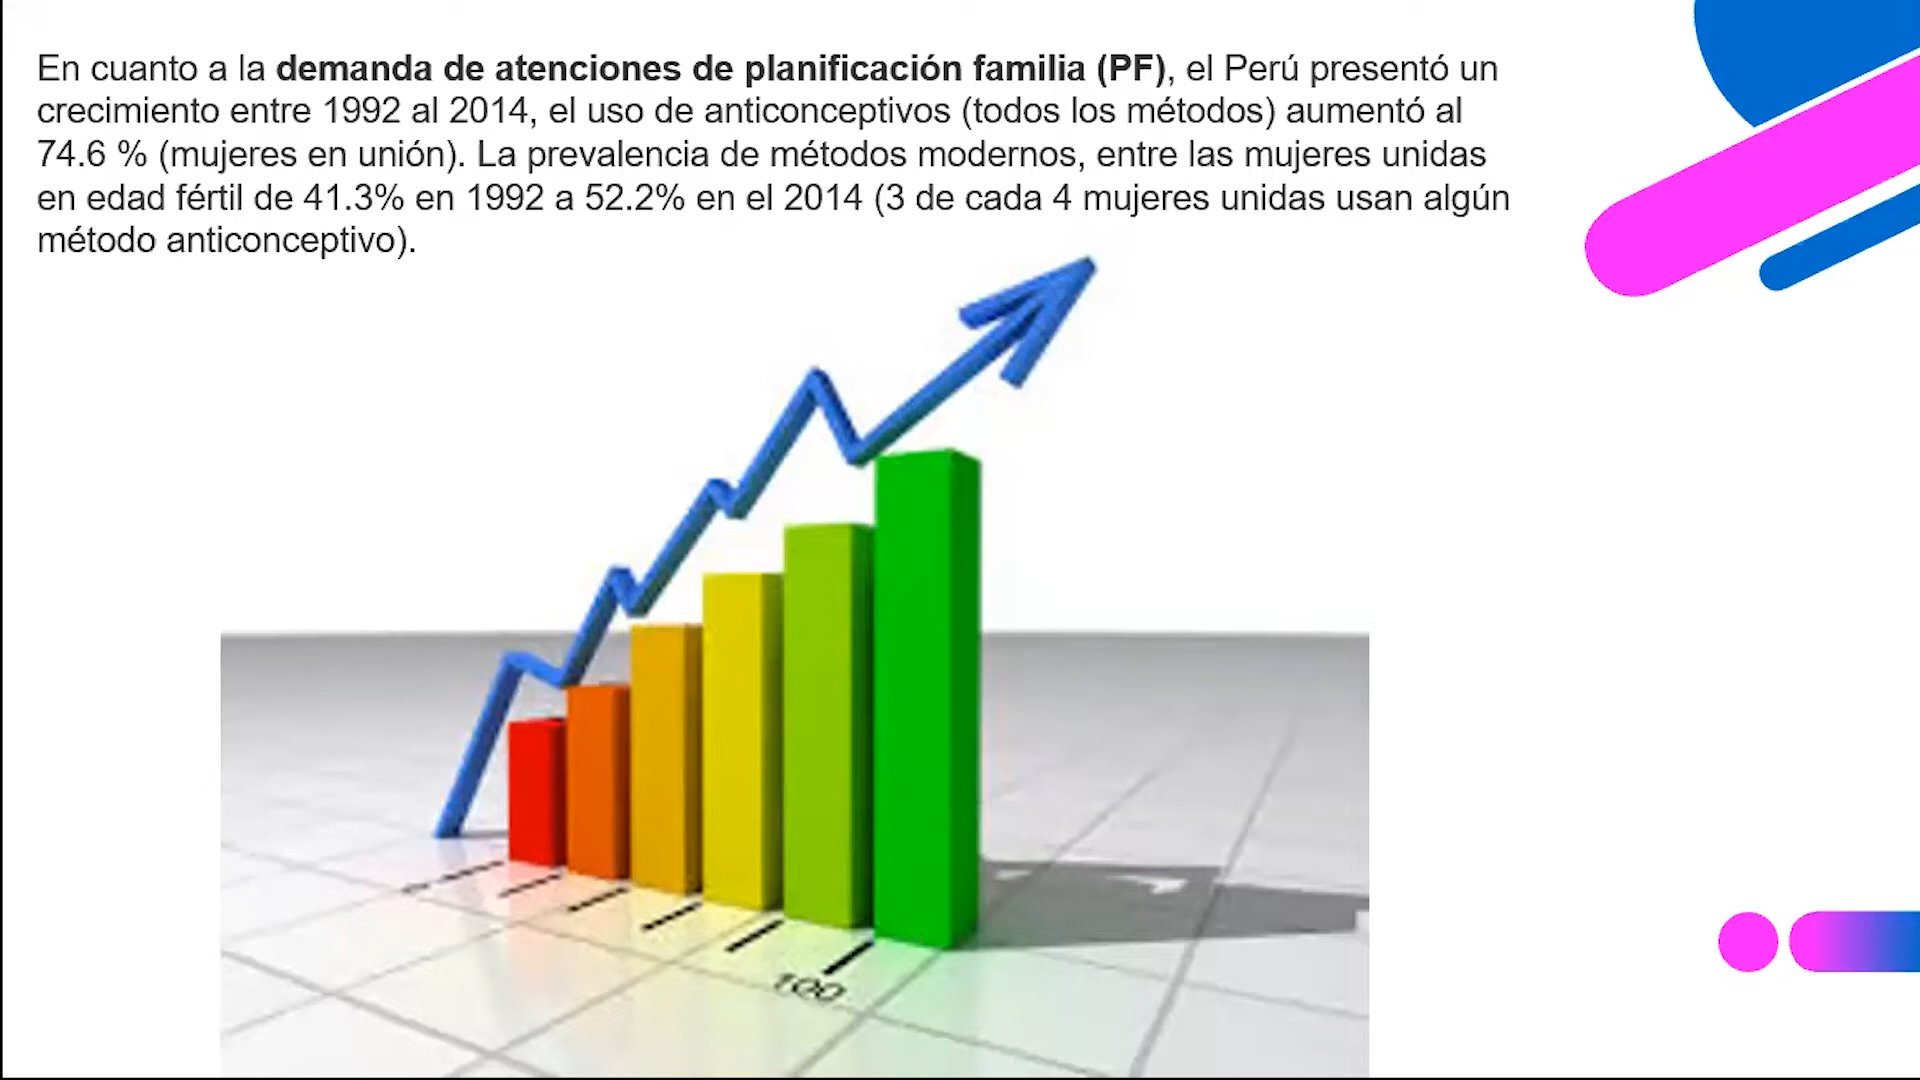 En cuanto a la demanda de atenciones de planificación familia (PF), el Perú presentó un
crecimiento entre 1992 al 2014, el uso de anticonceptivos (todos los métodos) aumentó al
74.6 % (mujeres en unión). La prevalencia de métodos modernos, entre las mujeres unidas
en edad fértil de 41.3% en 1992 a 52.2% en el 2014 (3 de cada 4 mujeres unidas usan algún
método anticonceptivo).
100